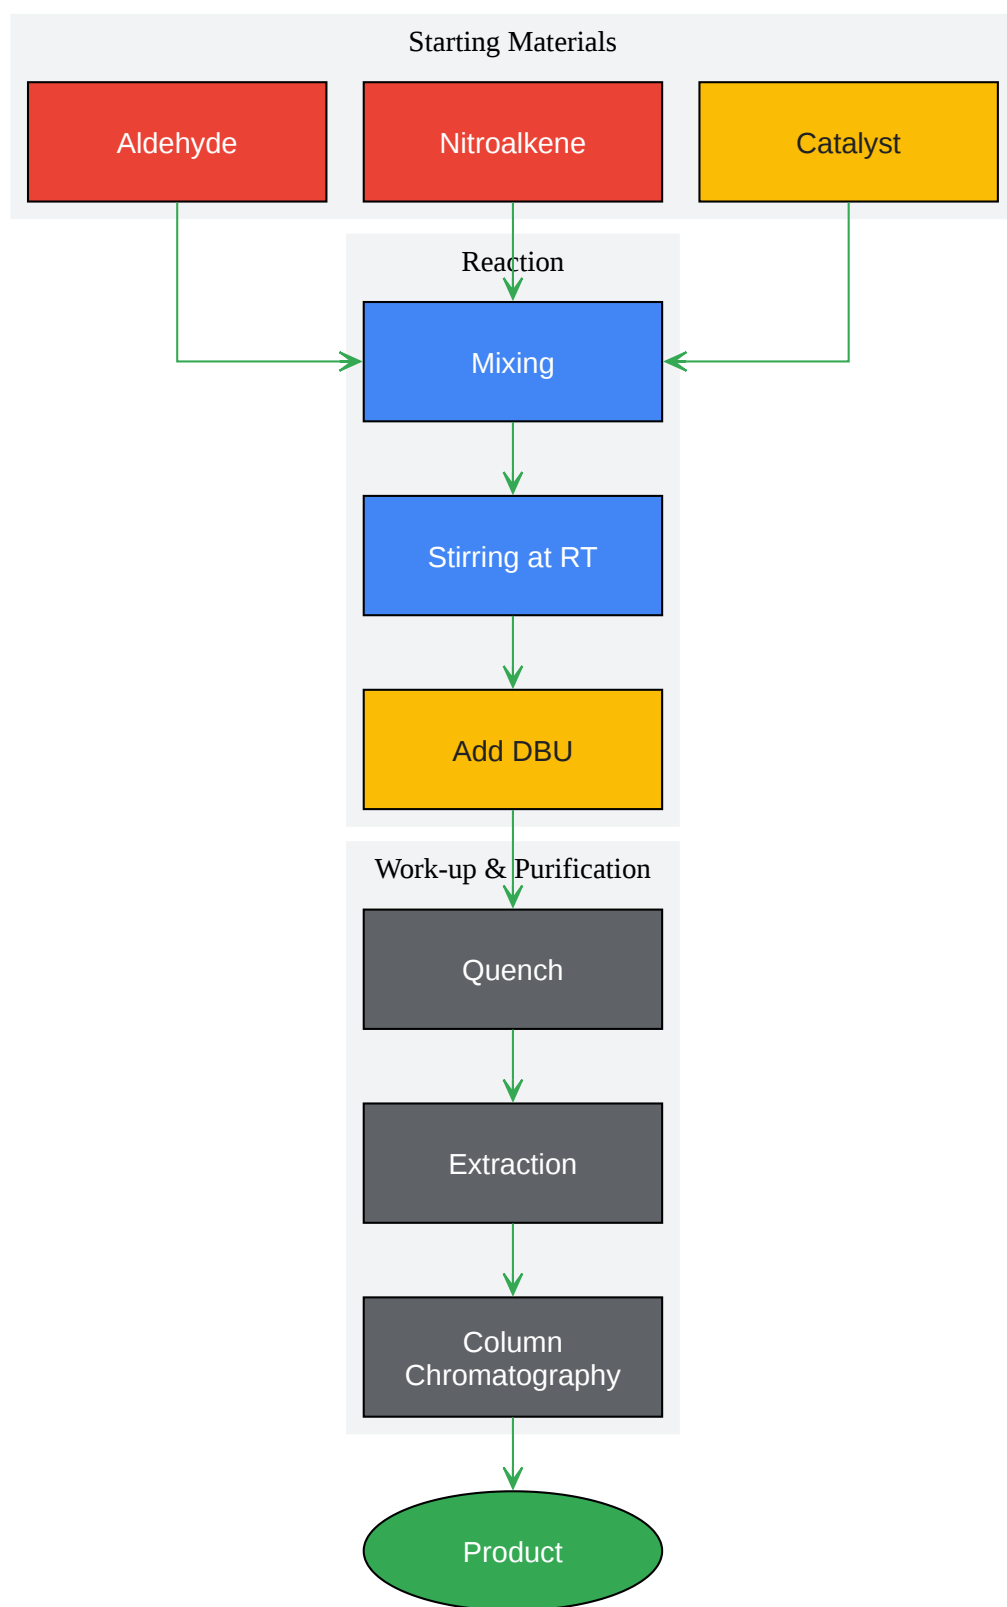 Starting Materials
Aldehyde
Nitroalkene
Catalyst
Reaction
Mixing
Stirring at RT
Add DBU
Work-up & Purification
Quench
Extraction
Column
Chromatography
Product